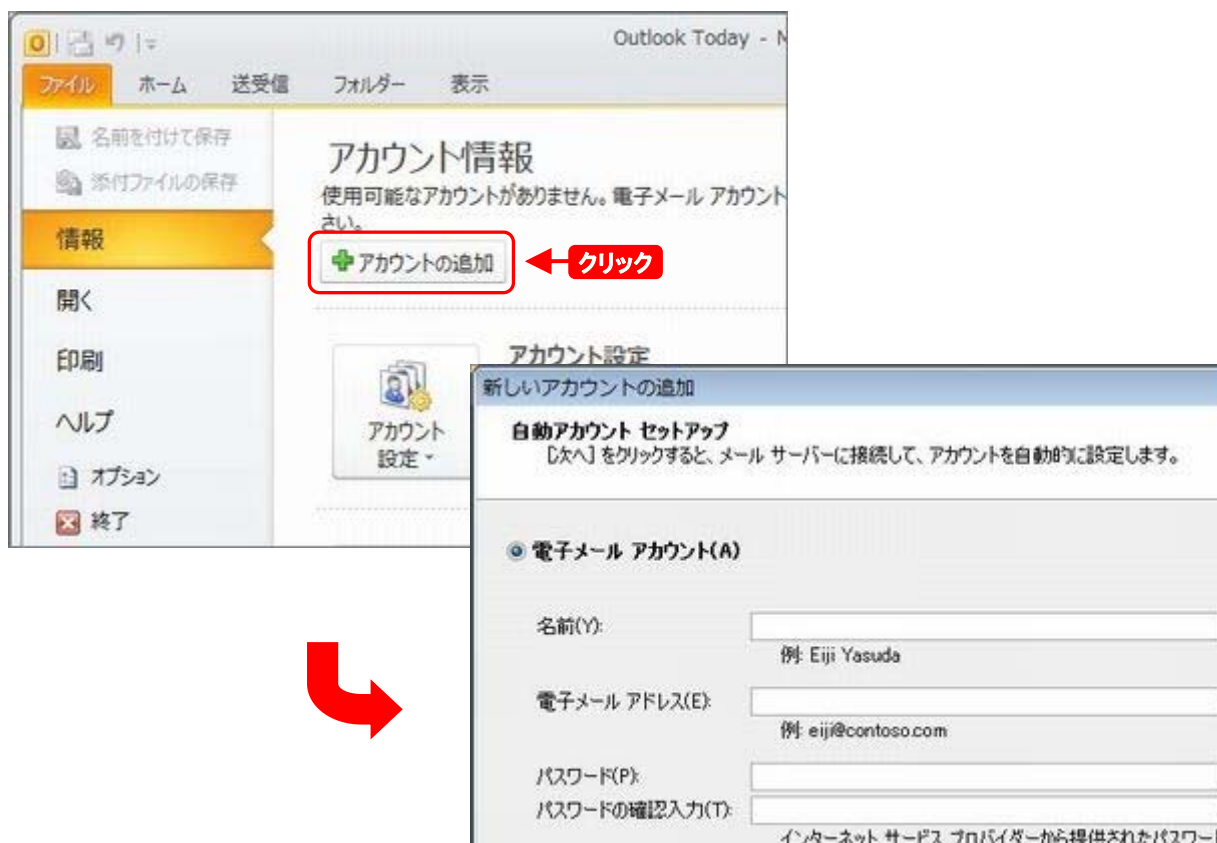 Outlook Today - M
ファイル ホーム 送受信 フォルダー 表示
名前を付けて保存
添付ファイルの保存
情報
開く
印刷
ヘルプ
オプション
終了
アカウント情報
使用可能なアカウントがありません。電子メール アカウント
さい。
アカウントの追加
クリック
アカウント
設定
アカウント設定
新しいアカウントの追加
自動アカウント セットアップ
[次へ] をクリックすると、メール サーバーに接続して、アカウントを自動的に設定します。
電子メール アカウント(A)
名前(Y):
例: Eiji Yasuda
電子メール アドレス(E):
例: eiji@contoso.com
パスワード(P):
パスワードの確認入力(T):
インターネット サービス プロバイダーから提供されたパスワード